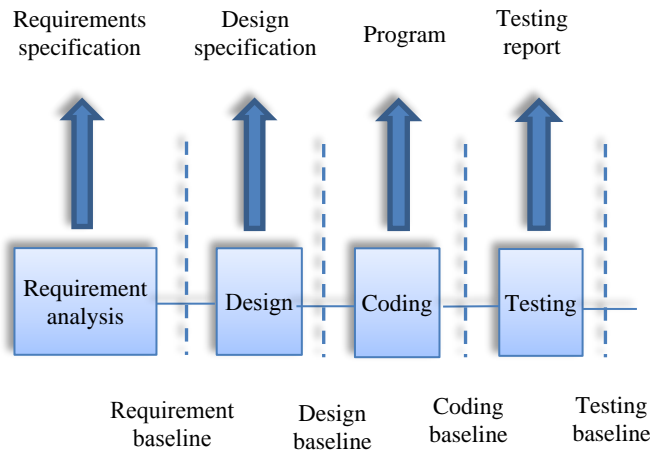 Requirements
specification
Design
specification
Program
Testing
report
Requirement
analysis
Design
Coding
Testing
Requirement
baseline
Design
baseline
Coding
baseline
Testing
baseline